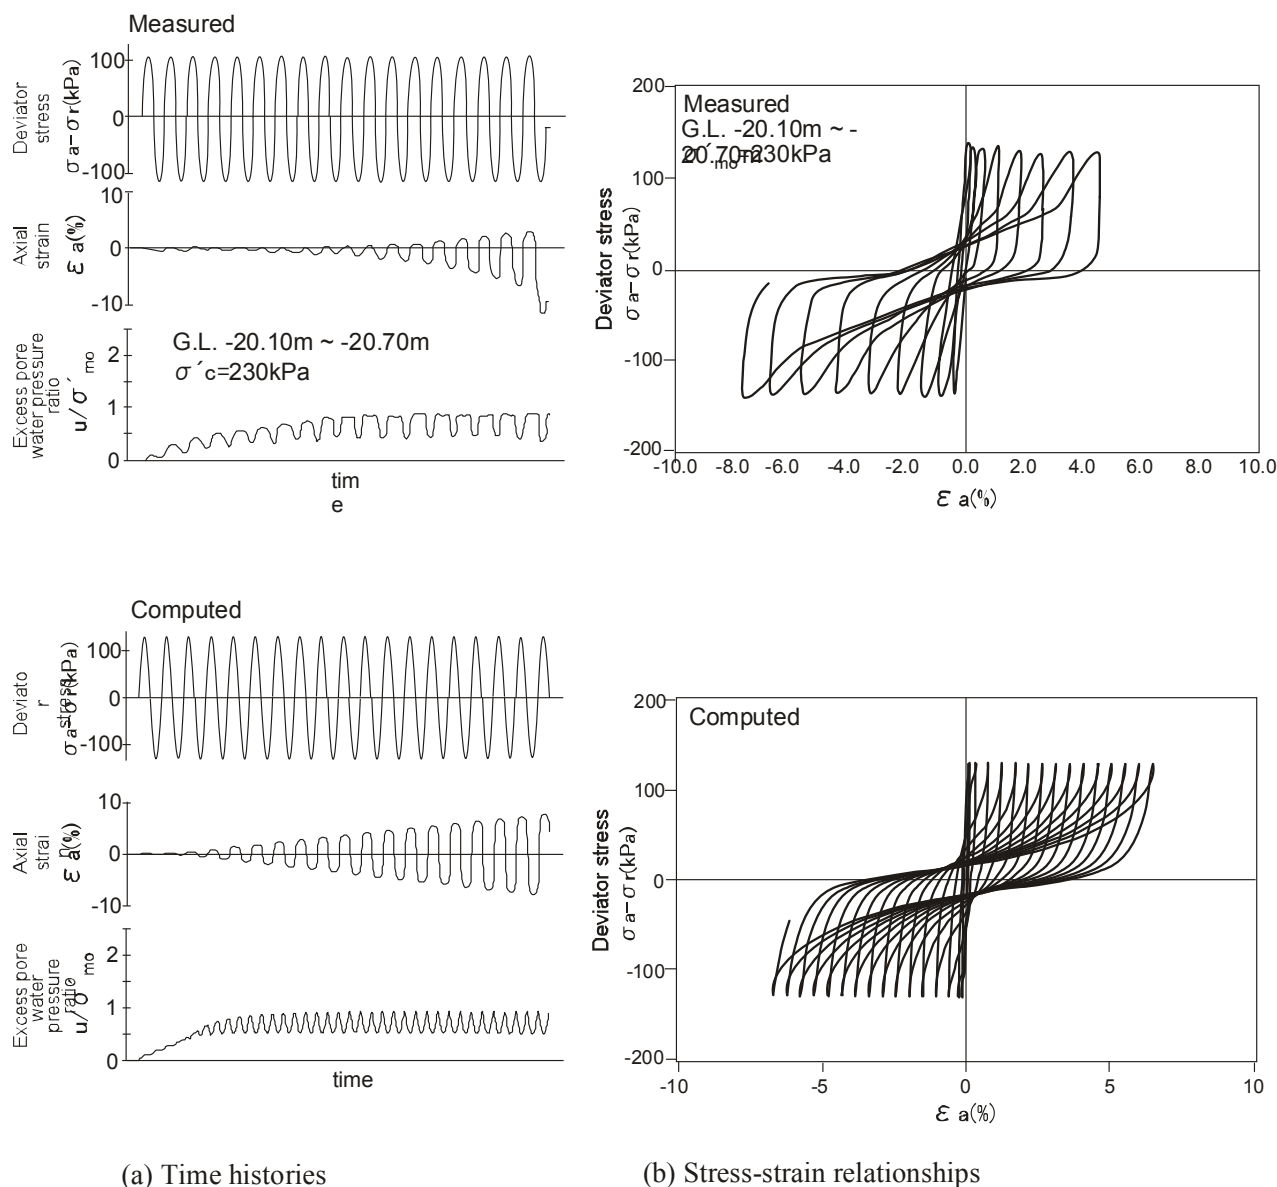 Measured
Deviator
stress
σa−σr(kPa)
100
0
-100
Axial
strain
ε a(%)
10
0
-10
Excess pore
water pressure
ratio
u/σ´mo
2
1
0
G.L. -20.10m ~ -20.70m
σ´c=230kPa
tim
e
Measured
G.L. -20.10m ~ -
20.70m
σ´mo=230kPa
Deviator stress
σa−σr(kPa)
200
100
0
-100
-200
-10.0 -8.0 -6.0 -4.0 -2.0 0.0 2.0 4.0 6.0 8.0 10.0
ε a(%)
Computed
Deviato
r
stress
σa−σr(kPa)
100
0
-100
Axial
strai
n
ε a(%)
10
0
-10
Excess pore
water
pressure
ratio
u/σ´mo
2
1
0
time
Computed
Deviator stress
σa−σr(kPa)
200
100
0
-100
-200
-10 -5 0 5 10
ε a(%)
(a) Time histories
(b) Stress-strain relationships